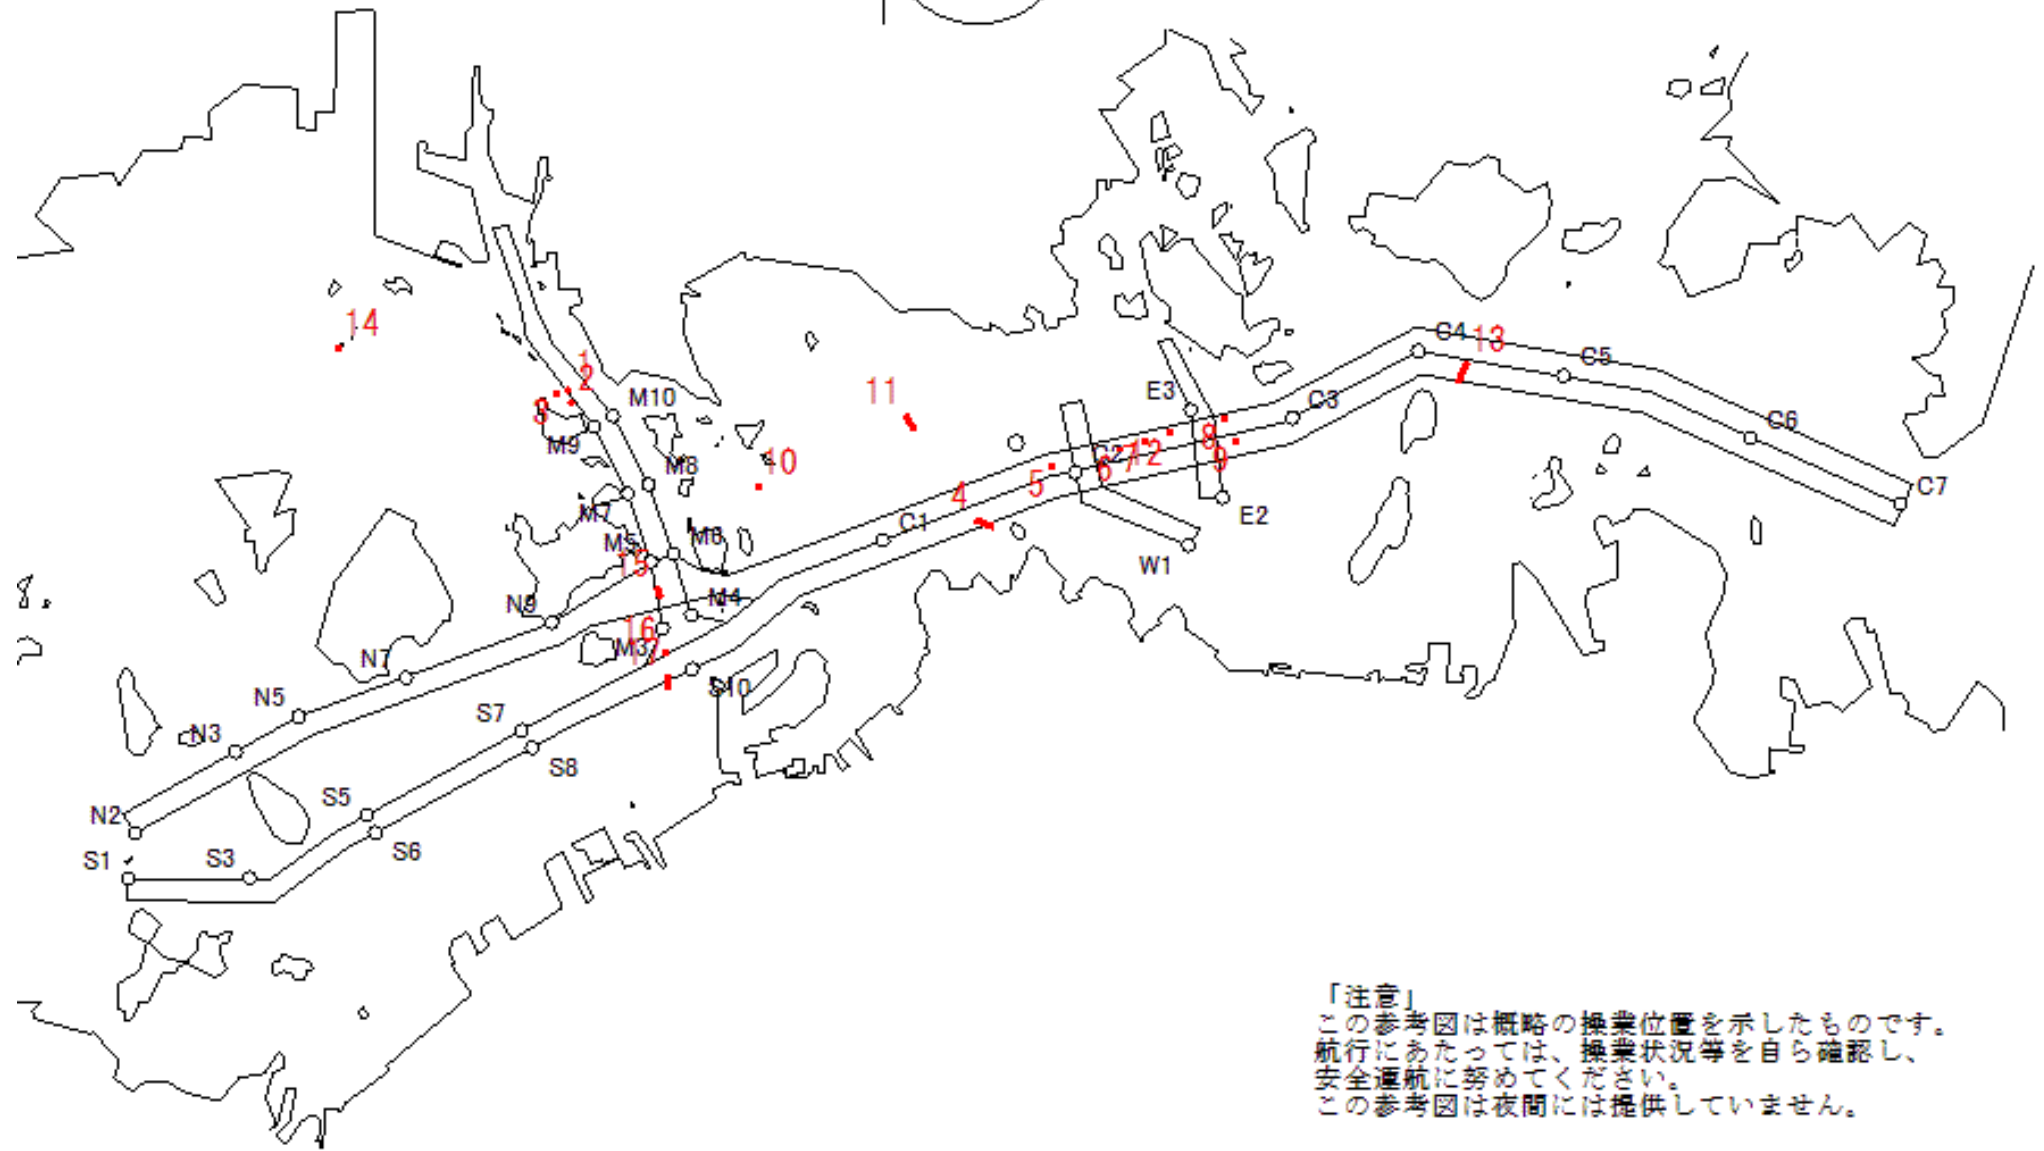 C4
13
C5
14
1
2
M10
3
11
E3
C3
C6
M9
M8
10
C2
7
12
8
9
6
5
4
C7
M7
C1
E2
M5
M6
15
W1
N9
M4
16
M3
17
N7
S10
N5
S7
N3
S8
S5
N2
S6
S1
S3
「注意」
この参考図は概略の操業位置を示したものです。
航行にあたっては、操業状況等を自ら確認し、
安全運航に努めてください。
この参考図は夜間には提供していません。